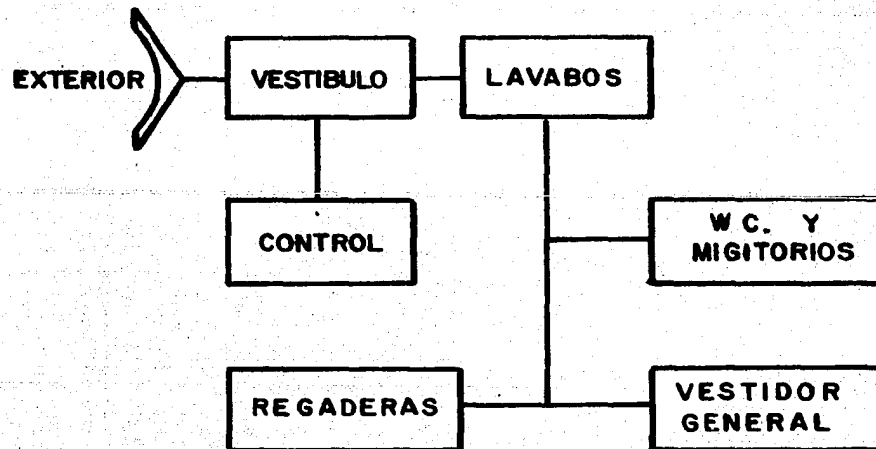 EXTERIOR
VESTIBULO
LAVABOS
CONTROL
W C. Y
MIGITORIOS
REGADERAS
VESTIDOR
GENERAL